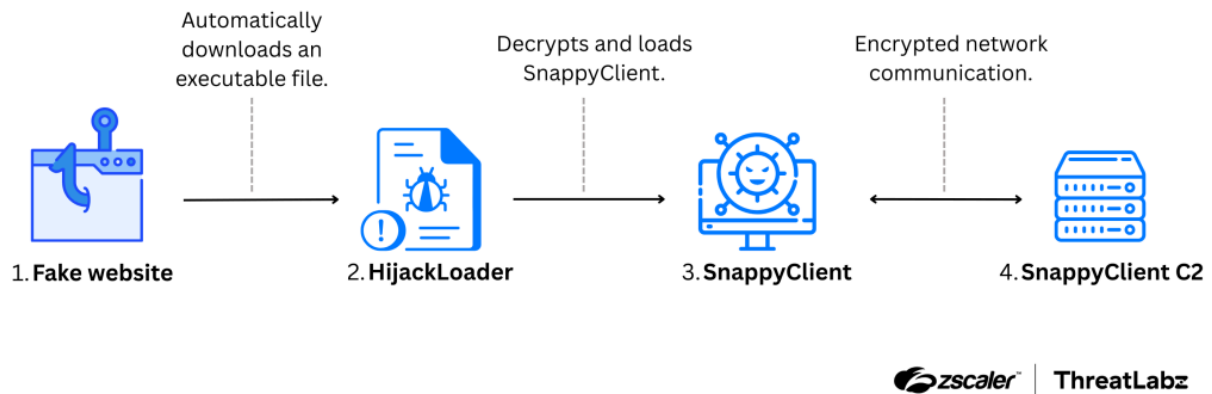 Automatically
downloads an
executable file.
Decrypts and loads
SnappyClient.
Encrypted network
communication.
1. Fake website
2. HijackLoader
3. SnappyClient
4. SnappyClient C2
zscaler™ | ThreatLabz